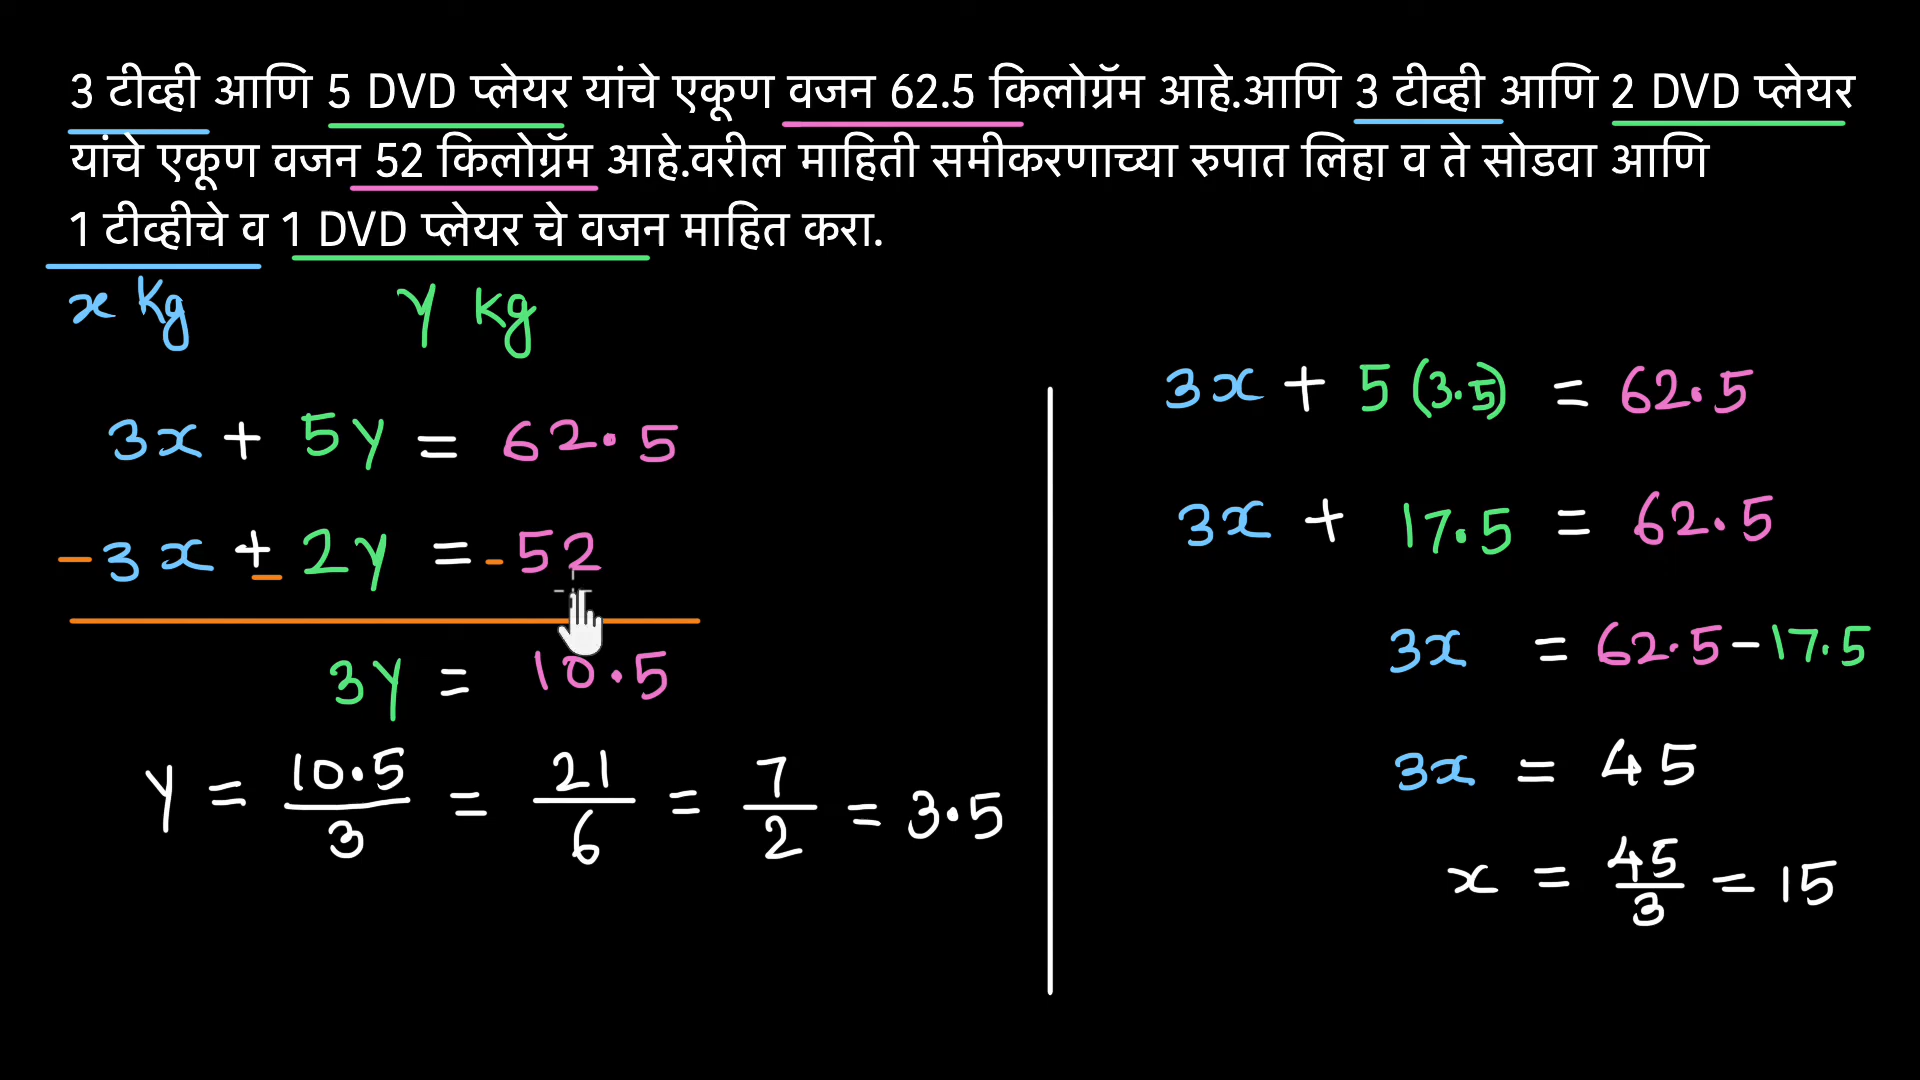 3 टीव्ही आणि 5 DVD प्लेयर यांचे एकूण वजन 62.5 किलोग्रॅम आहे.आणि 3 टीव्ही आणि 2 DVD प्लेयर
यांचे एकूण वजन 52 किलोग्रॅम आहे.वरील माहिती समीकरणाच्या रुपात लिहा व ते सोडवा आणि
1 टीव्हीचे व 1 DVD प्लेयर चे वजन माहित करा.
x Kg y Kg
3x + 5y = 62.5
- 3x ± 2y = - 52
3y = 10.5
y = 10.5/3 = 21/6 = 7/2 = 3.5
3x + 5(3.5) = 62.5
3x + 17.5 = 62.5
3x = 62.5 - 17.5
3x = 45
x = 45/3 = 15